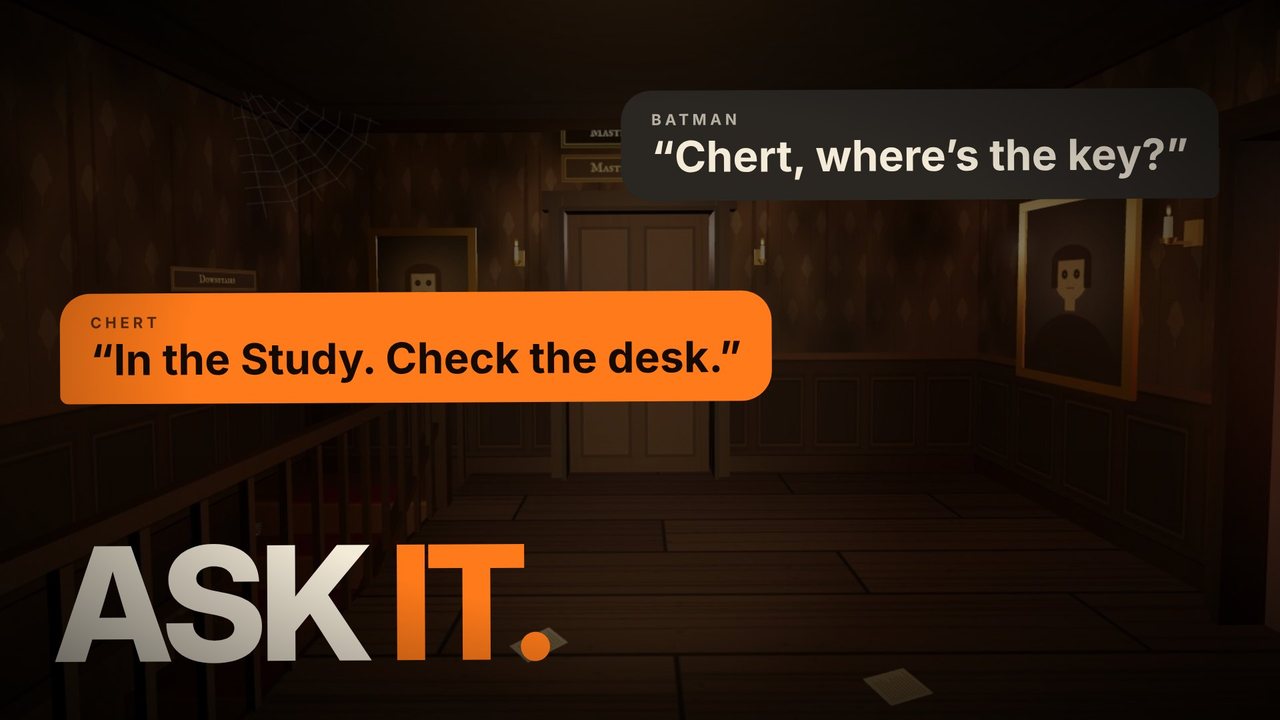 BATMAN
“Chert, where’s the key?”
Downstairs
CHERT
“In the Study. Check the desk.”
ASK IT.